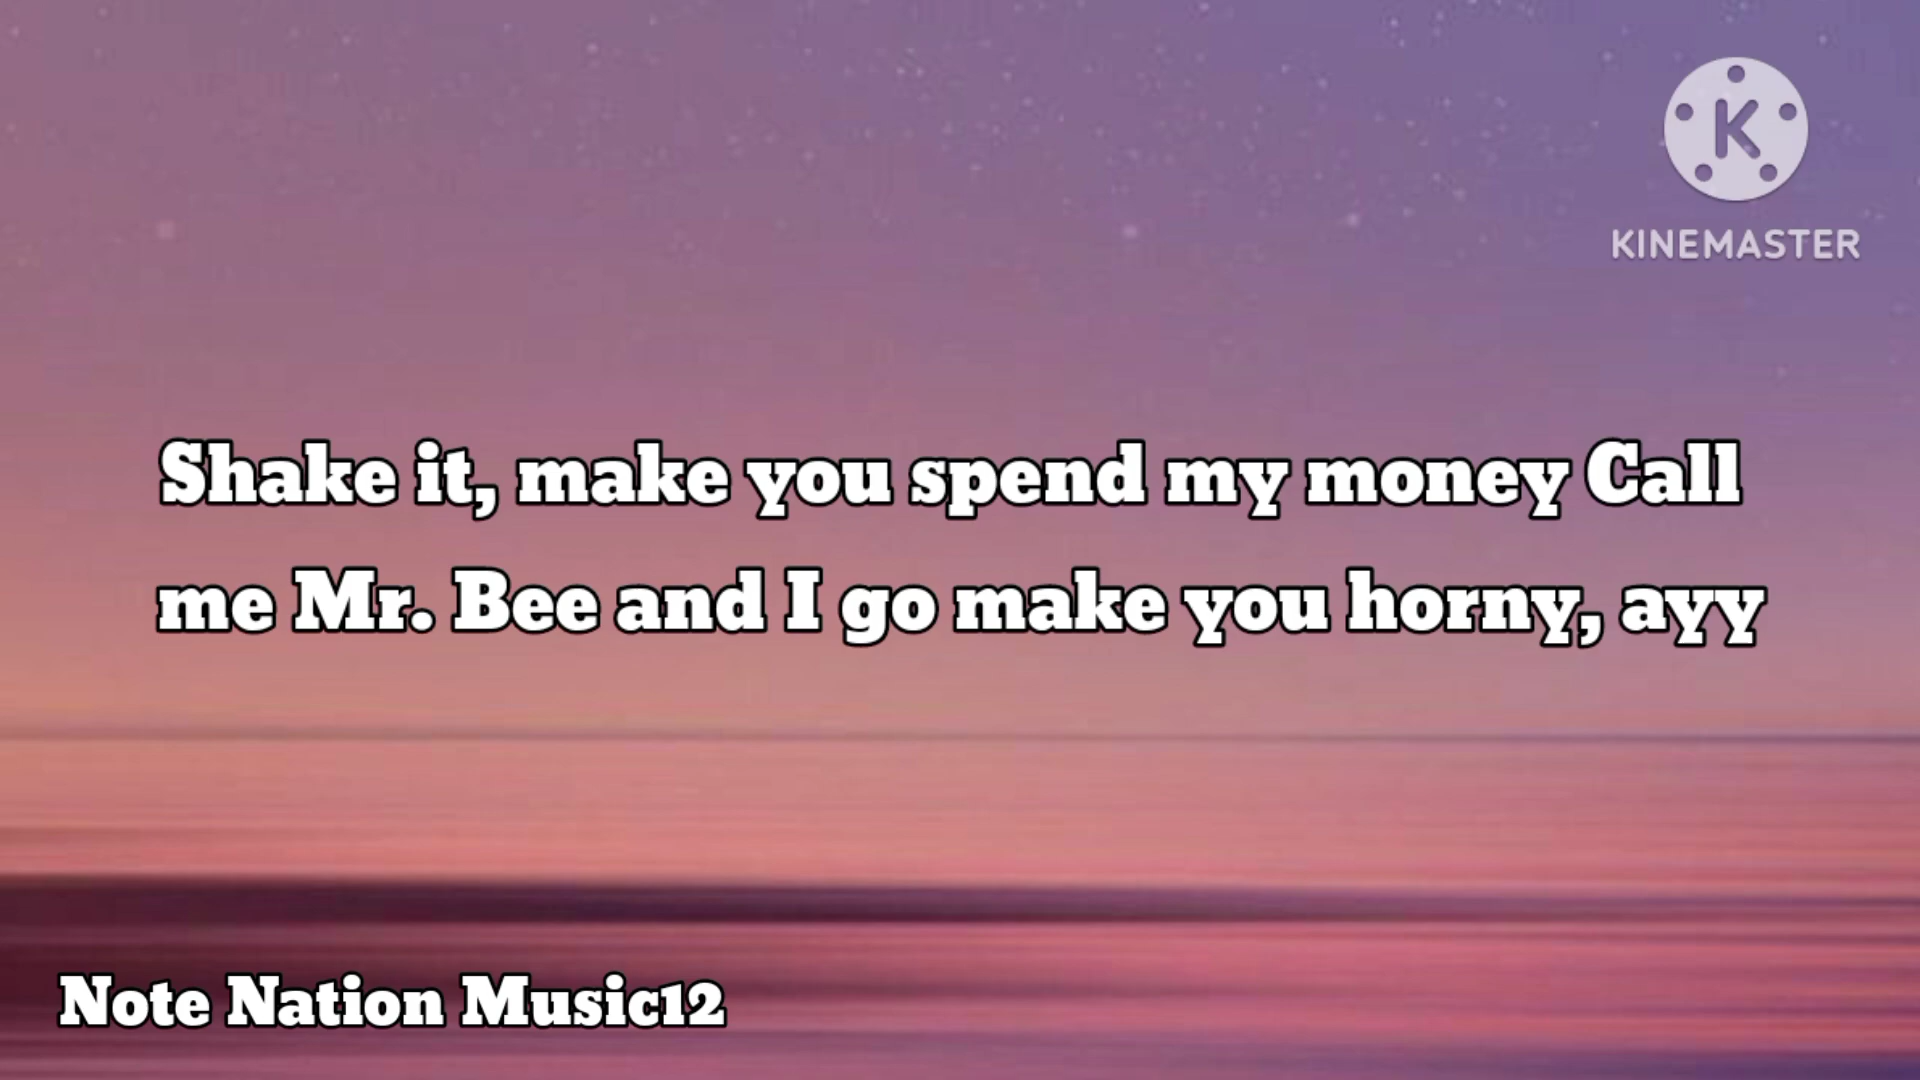 K
KINEMASTER
Shake it, make you spend my money Call
me Mr. Bee and I go make you horny, ayy
Note Nation Music12